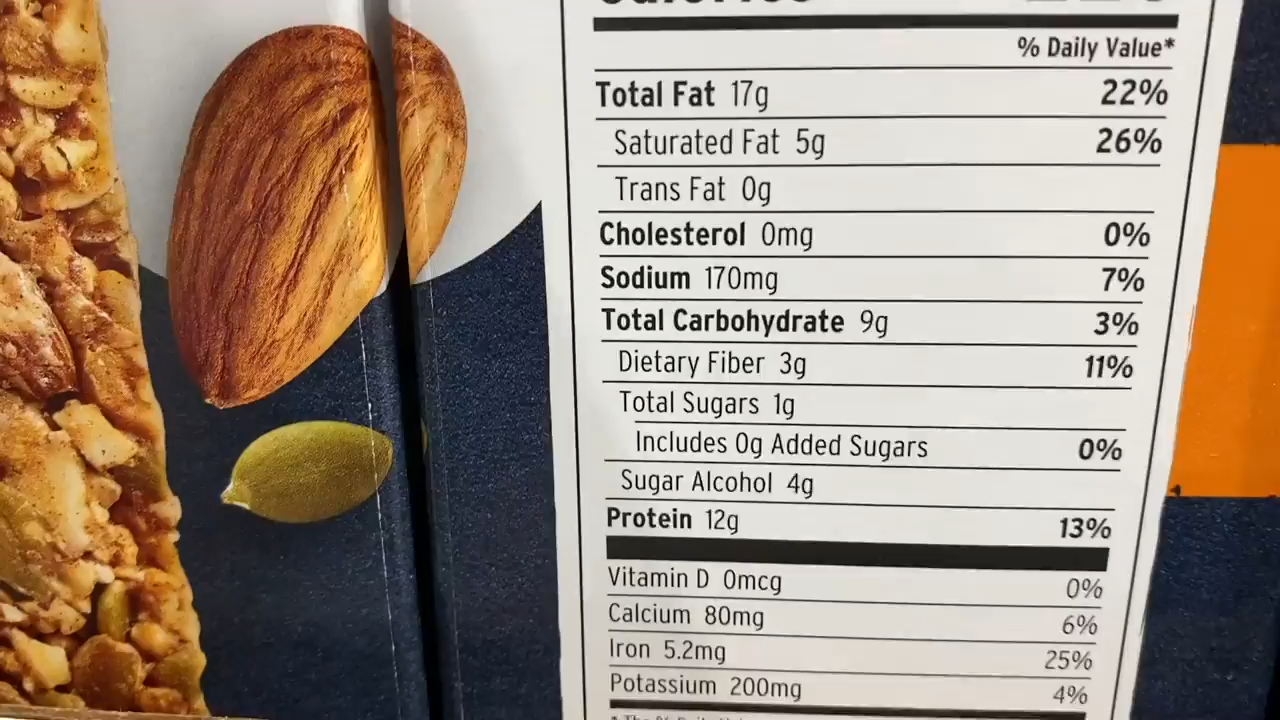 % Daily Value*
Total Fat 17g 22%
Saturated Fat 5g 26%
Trans Fat 0g
Cholesterol 0mg 0%
Sodium 170mg 7%
Total Carbohydrate 9g 3%
Dietary Fiber 3g 11%
Total Sugars 1g
Includes 0g Added Sugars 0%
Sugar Alcohol 4g
Protein 12g 13%
Vitamin D 0mcg 0%
Calcium 80mg 6%
Iron 5.2mg 25%
Potassium 200mg 4%